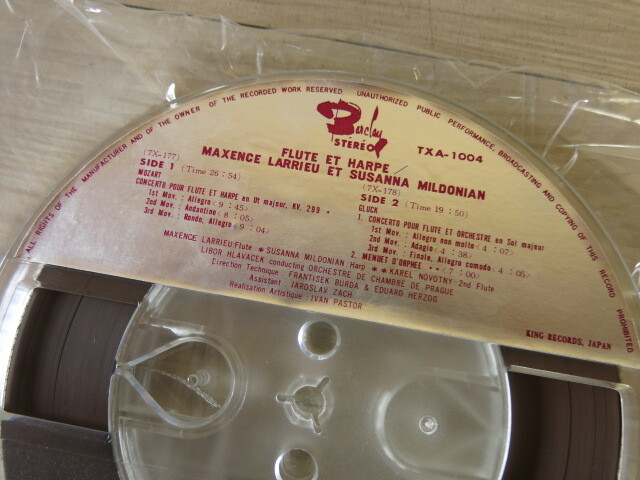 ALL RIGHTS OF THE MANUFACTURER AND OF THE OWNER OF THE RECORDED WORK RESERVED. UNAUTHORIZED PUBLIC PERFORMANCE, BROADCASTING AND COPYING OF THIS RECORD PROHIBITED
Barclay
STÉRÉO
TXA-1004
FLUTE ET HARPE
MAXENCE LARRIEU ET SUSANNA MILDONIAN
(7X-177)
SIDE 1 (Time 26:54)
MOZART
CONCERTO POUR FLUTE ET HARPE en Ut majeur, KV. 299 *
1st Mov. : Allegro (9:45)
2nd Mov. : Andantino (8:05)
3rd Mov. : Rondo, Allegro (9:04)
(7X-178)
SIDE 2 (Time 19:50)
GLUCK
1. CONCERTO POUR FLUTE ET ORCHESTRE en Sol majeur
1st Mov. : Allegro non molto (4:07)
2nd Mov. : Adagio (4:38)
3rd Mov. : Finale, Allegro comodo (4:05)
2. MENUET D'ORPHEE ** (7:00)
MAXENCE LARRIEU:Flute * SUSANNA MILDONIAN Harp * * KAREL NOVOTNY: 2nd Flute
LIBOR HLAVACEK conducting ORCHESTRE DE CHAMBRE DE PRAGUE
Direction Technique: FRANTISEK BURDA & EDUARD HERZOG
Assistant: JAROSLAV ZACH
Realisation Artistique: IVAN PASTOR
KING RECORDS, JAPAN